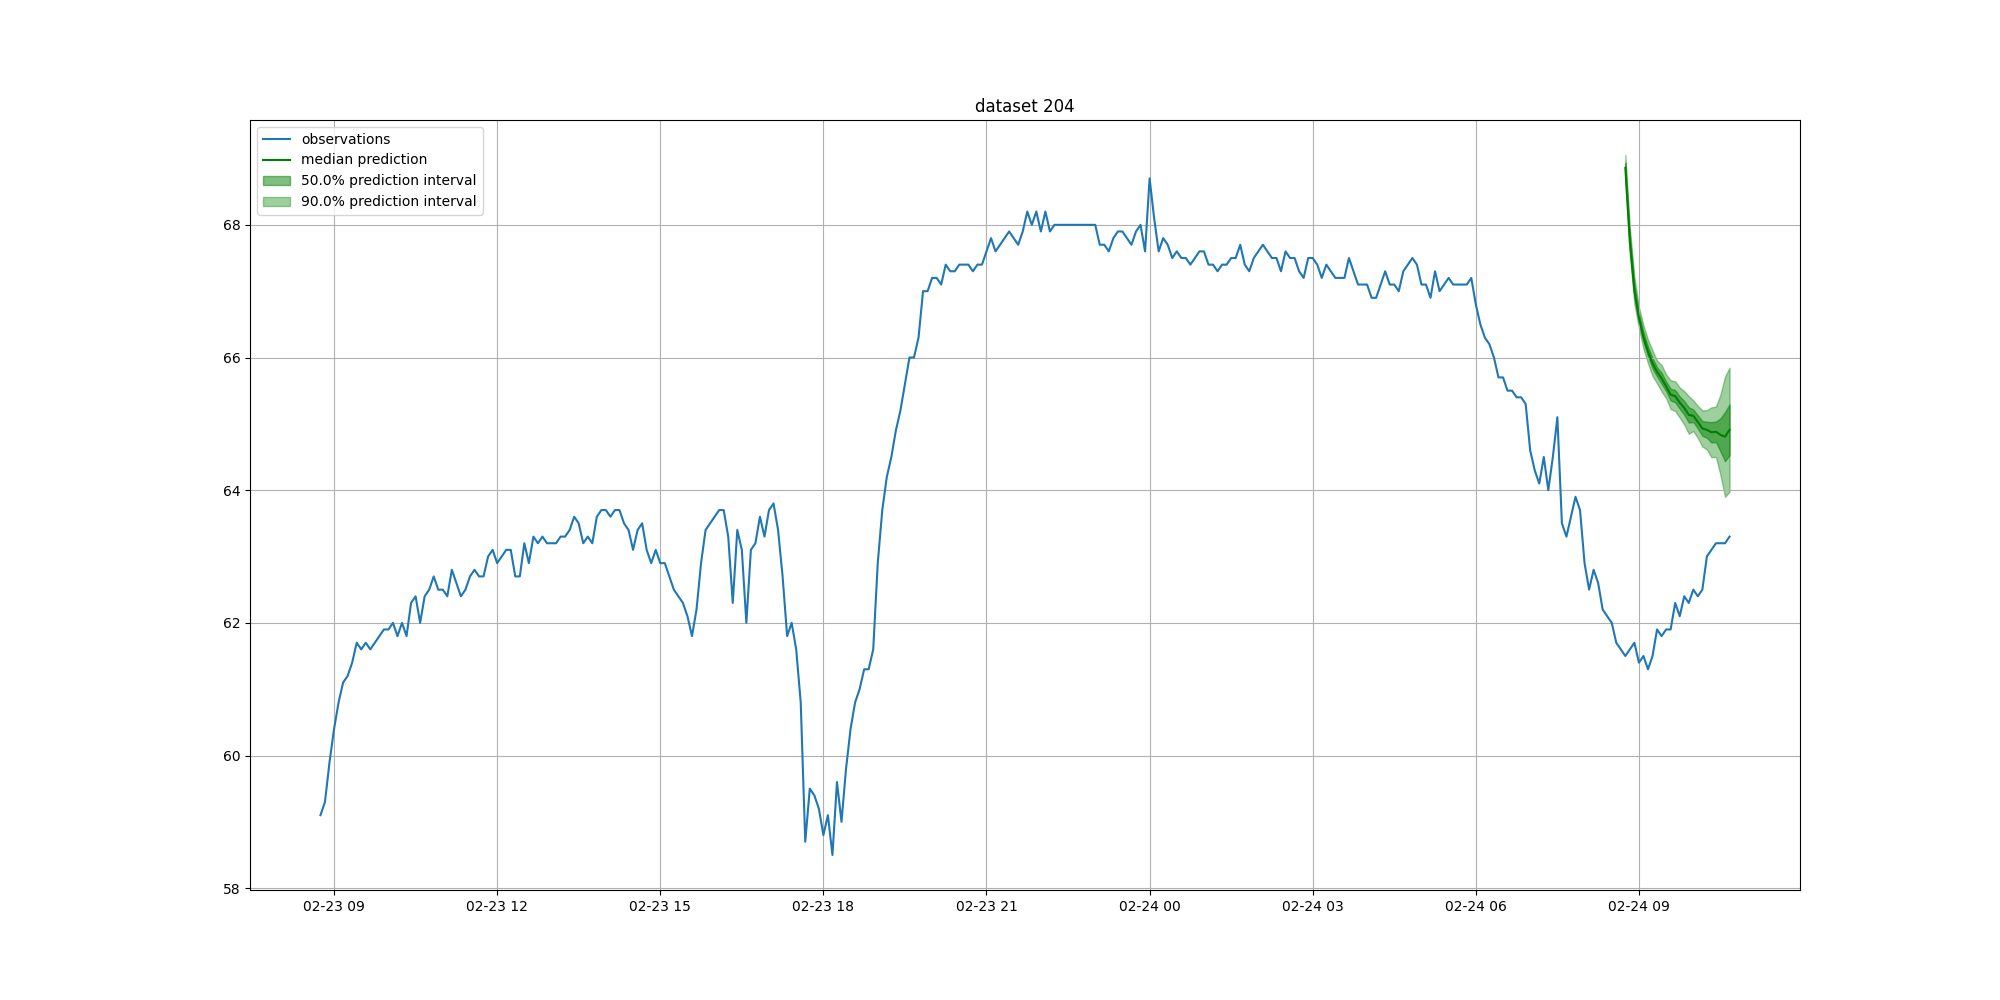 dataset 204
observations
median prediction
50.0% prediction interval
90.0% prediction interval
68
66
64
62
60
58
02-23 09 02-23 12 02-23 15 02-23 18 02-23 21 02-24 00 02-24 03 02-24 06 02-24 09